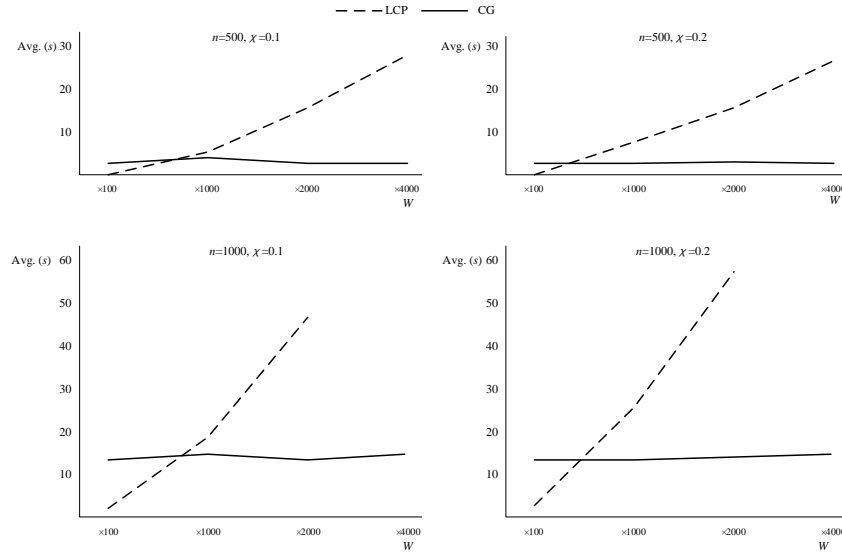 LCP CG
n=500, χ=0.1
Avg. (s) 30
20
10
×100 ×1000 ×2000 ×4000
W
n=500, χ=0.2
Avg. (s) 30
20
10
×100 ×1000 ×2000 ×4000
W
n=1000, χ=0.1
Avg. (s) 60
50
40
30
20
10
×100 ×1000 ×2000 ×4000
W
n=1000, χ=0.2
Avg. (s) 60
50
40
30
20
10
×100 ×1000 ×2000 ×4000
W